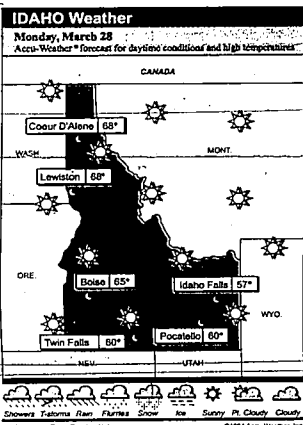 IDAHO Weather
Monday, March 28
Accu-Weather® forecast for daytime conditions and high temperatures
CANADA
Coeur D'Alene 68°
WASH.
MONT.
Lewiston 68°
ORE.
Boise 65°
Idaho Falls 57°
WYO.
Twin Falls 60°
Pocatello 60°
NEV.
UTAH
Showers T-storms Rain Flurries Snow Ice Sunny Pt. Cloudy Cloudy